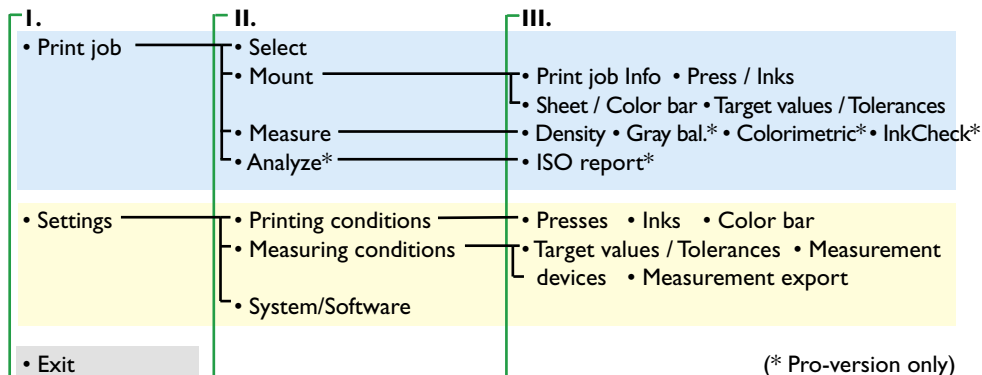 I. II. III.
• Print job • Select
• Mount • Print job Info • Press / Inks
• Sheet / Color bar • Target values / Tolerances
• Measure • Density • Gray bal.* • Colorimetric* • InkCheck*
• Analyze* • ISO report*
• Settings • Printing conditions • Presses • Inks • Color bar
• Measuring conditions • Target values / Tolerances • Measurement
devices • Measurement export
• System/Software
• Exit (* Pro-version only)